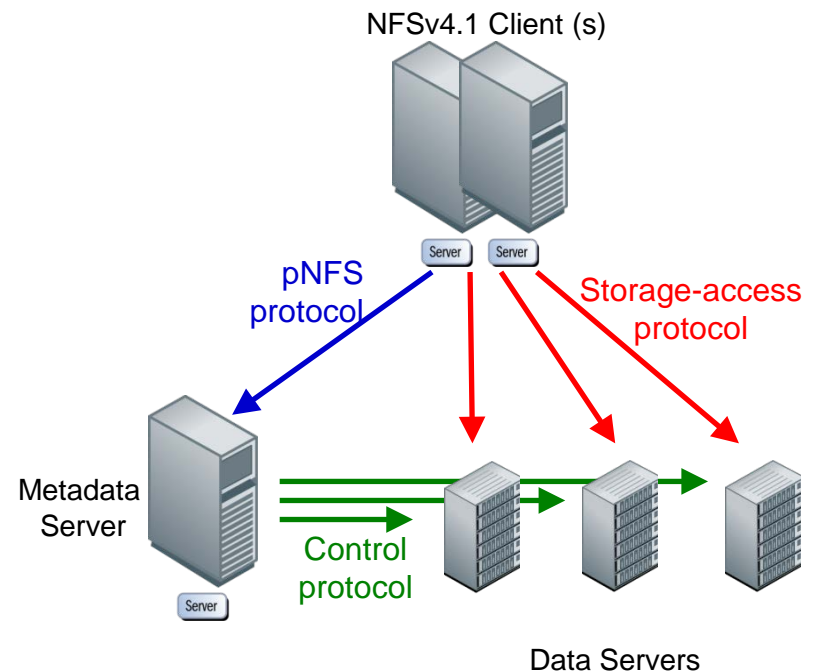 NFSv4.1 Client (s)
Server
Server
pNFS
protocol
Storage-access
protocol
Metadata
Server
Control
protocol
Server
Data Servers